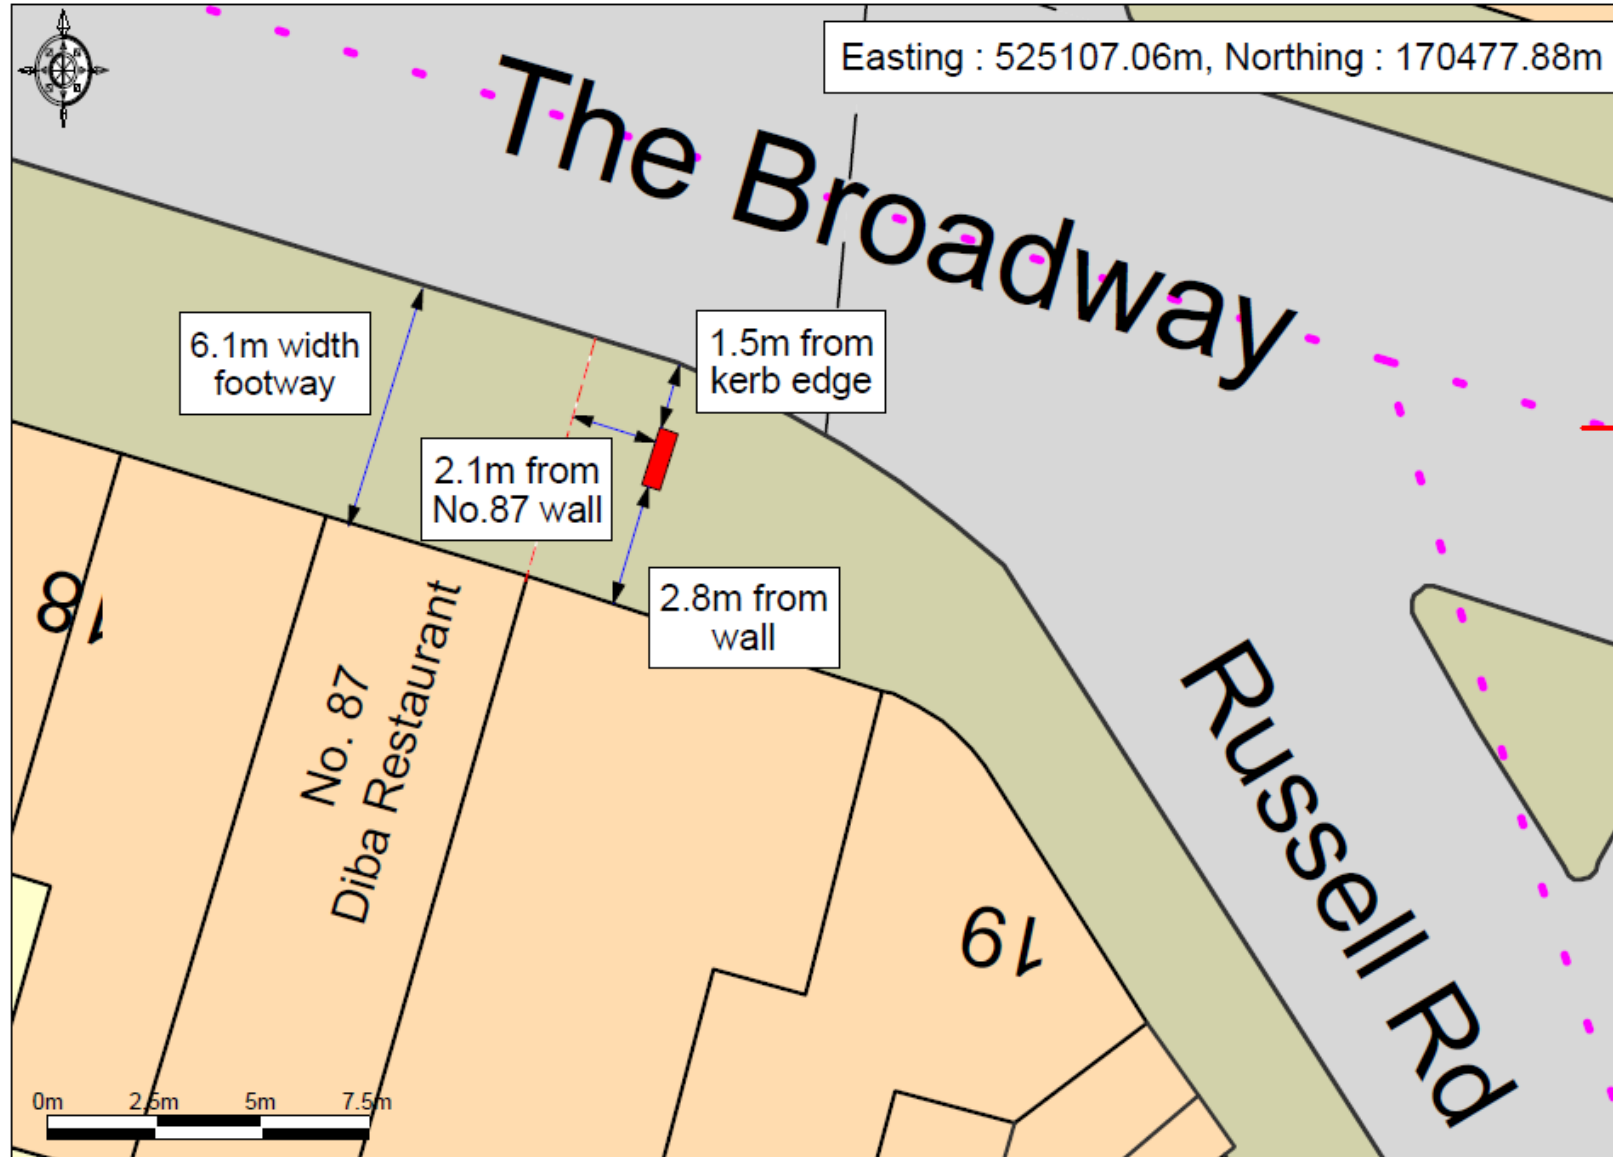 Easting : 525107.06m, Northing : 170477.88m
The Broadway
6.1m width
footway
1.5m from
kerb edge
2.1m from
No.87 wall
2.8m from
wall
18
No. 87
Diba Restaurant
Russell Rd
19
0m 2.5m 5m 7.5m